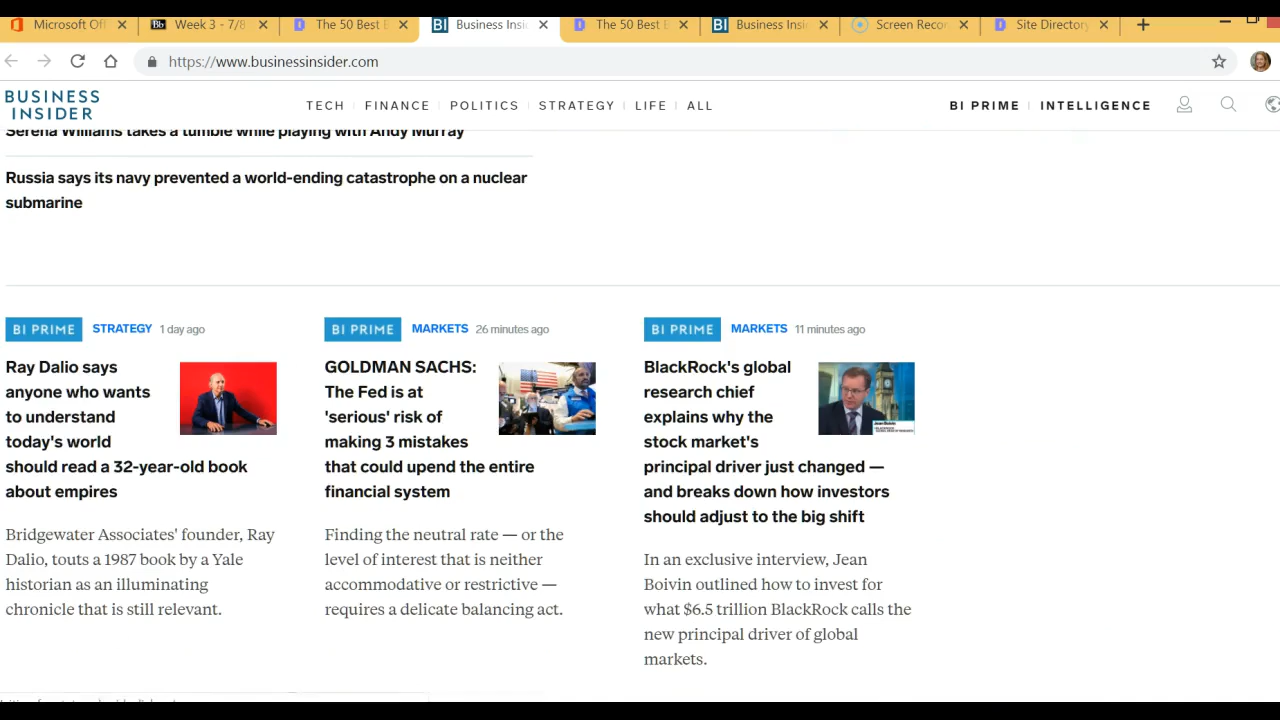 Microsoft Of
Week 3 - 7/8
The 50 Best B
BI Business Insi
The 50 Best B
BI Business Insi
Screen Recor
Site Directory
https://www.businessinsider.com
BUSINESS
INSIDER
TECH FINANCE POLITICS STRATEGY LIFE ALL
BI PRIME INTELLIGENCE
Serena Williams takes a tumble while playing with Andy Murray
Russia says its navy prevented a world-ending catastrophe on a nuclear
submarine
BI PRIME STRATEGY 1 day ago
Ray Dalio says
anyone who wants
to understand
today's world
should read a 32-year-old book
about empires
Bridgewater Associates' founder, Ray
Dalio, touts a 1987 book by a Yale
historian as an illuminating
chronicle that is still relevant.
BI PRIME MARKETS 26 minutes ago
GOLDMAN SACHS:
The Fed is at
'serious' risk of
making 3 mistakes
that could upend the entire
financial system
Finding the neutral rate — or the
level of interest that is neither
accommodative or restrictive —
requires a delicate balancing act.
BI PRIME MARKETS 11 minutes ago
BlackRock's global
research chief
explains why the
stock market's
principal driver just changed —
and breaks down how investors
should adjust to the big shift
Jean Boivin
In an exclusive interview, Jean
Boivin outlined how to invest for
what $6.5 trillion BlackRock calls the
new principal driver of global
markets.